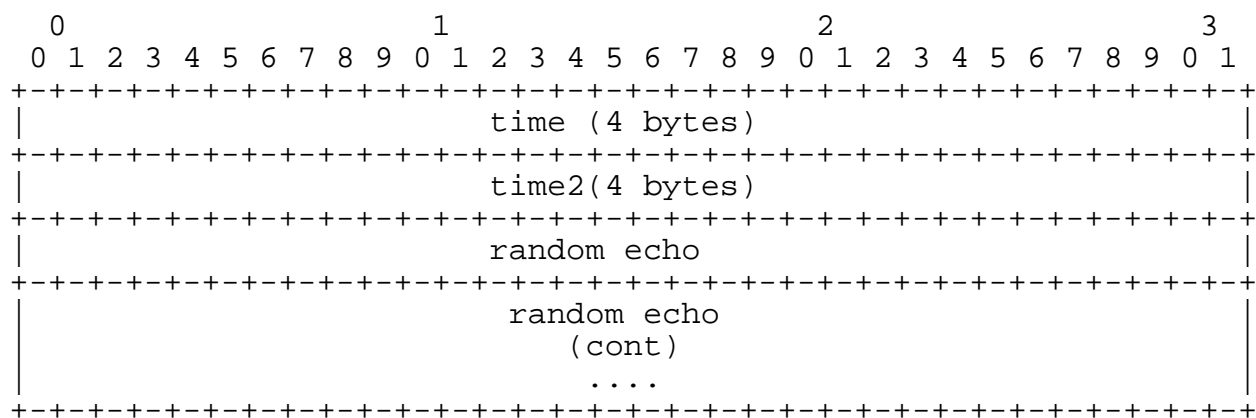 0                   1                   2                   3
 0 1 2 3 4 5 6 7 8 9 0 1 2 3 4 5 6 7 8 9 0 1 2 3 4 5 6 7 8 9 0 1
+-+-+-+-+-+-+-+-+-+-+-+-+-+-+-+-+-+-+-+-+-+-+-+-+-+-+-+-+-+-+-+-+
|                        time (4 bytes)                         |
+-+-+-+-+-+-+-+-+-+-+-+-+-+-+-+-+-+-+-+-+-+-+-+-+-+-+-+-+-+-+-+-+
|                        time2(4 bytes)                         |
+-+-+-+-+-+-+-+-+-+-+-+-+-+-+-+-+-+-+-+-+-+-+-+-+-+-+-+-+-+-+-+-+
|                        random echo                            |
+-+-+-+-+-+-+-+-+-+-+-+-+-+-+-+-+-+-+-+-+-+-+-+-+-+-+-+-+-+-+-+-+
|                         random echo                           |
|                            (cont)                             |
|                             ....                              |
+-+-+-+-+-+-+-+-+-+-+-+-+-+-+-+-+-+-+-+-+-+-+-+-+-+-+-+-+-+-+-+-+